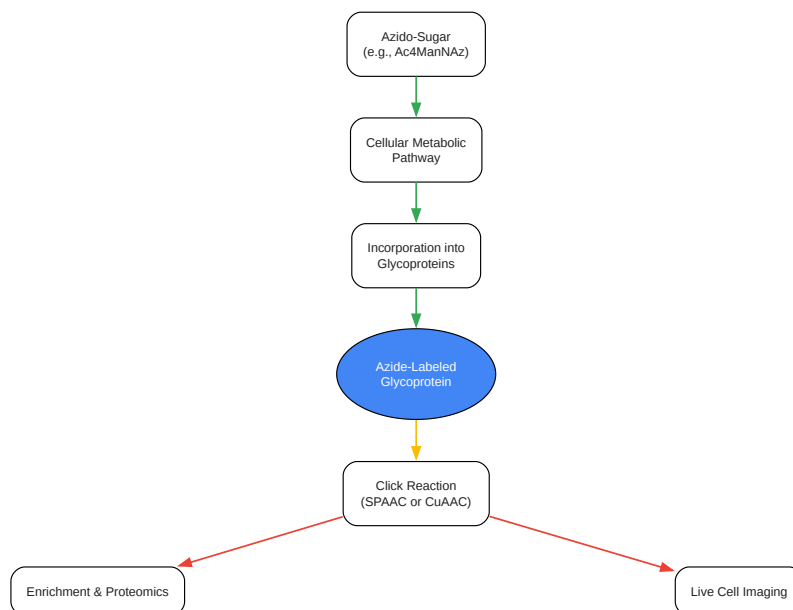 Azido-Sugar
(e.g., Ac4ManNAz)
Cellular Metabolic
Pathway
Incorporation into
Glycoproteins
Azide-Labeled
Glycoprotein
Click Reaction
(SPAAC or CuAAC)
Enrichment & Proteomics
Live Cell Imaging